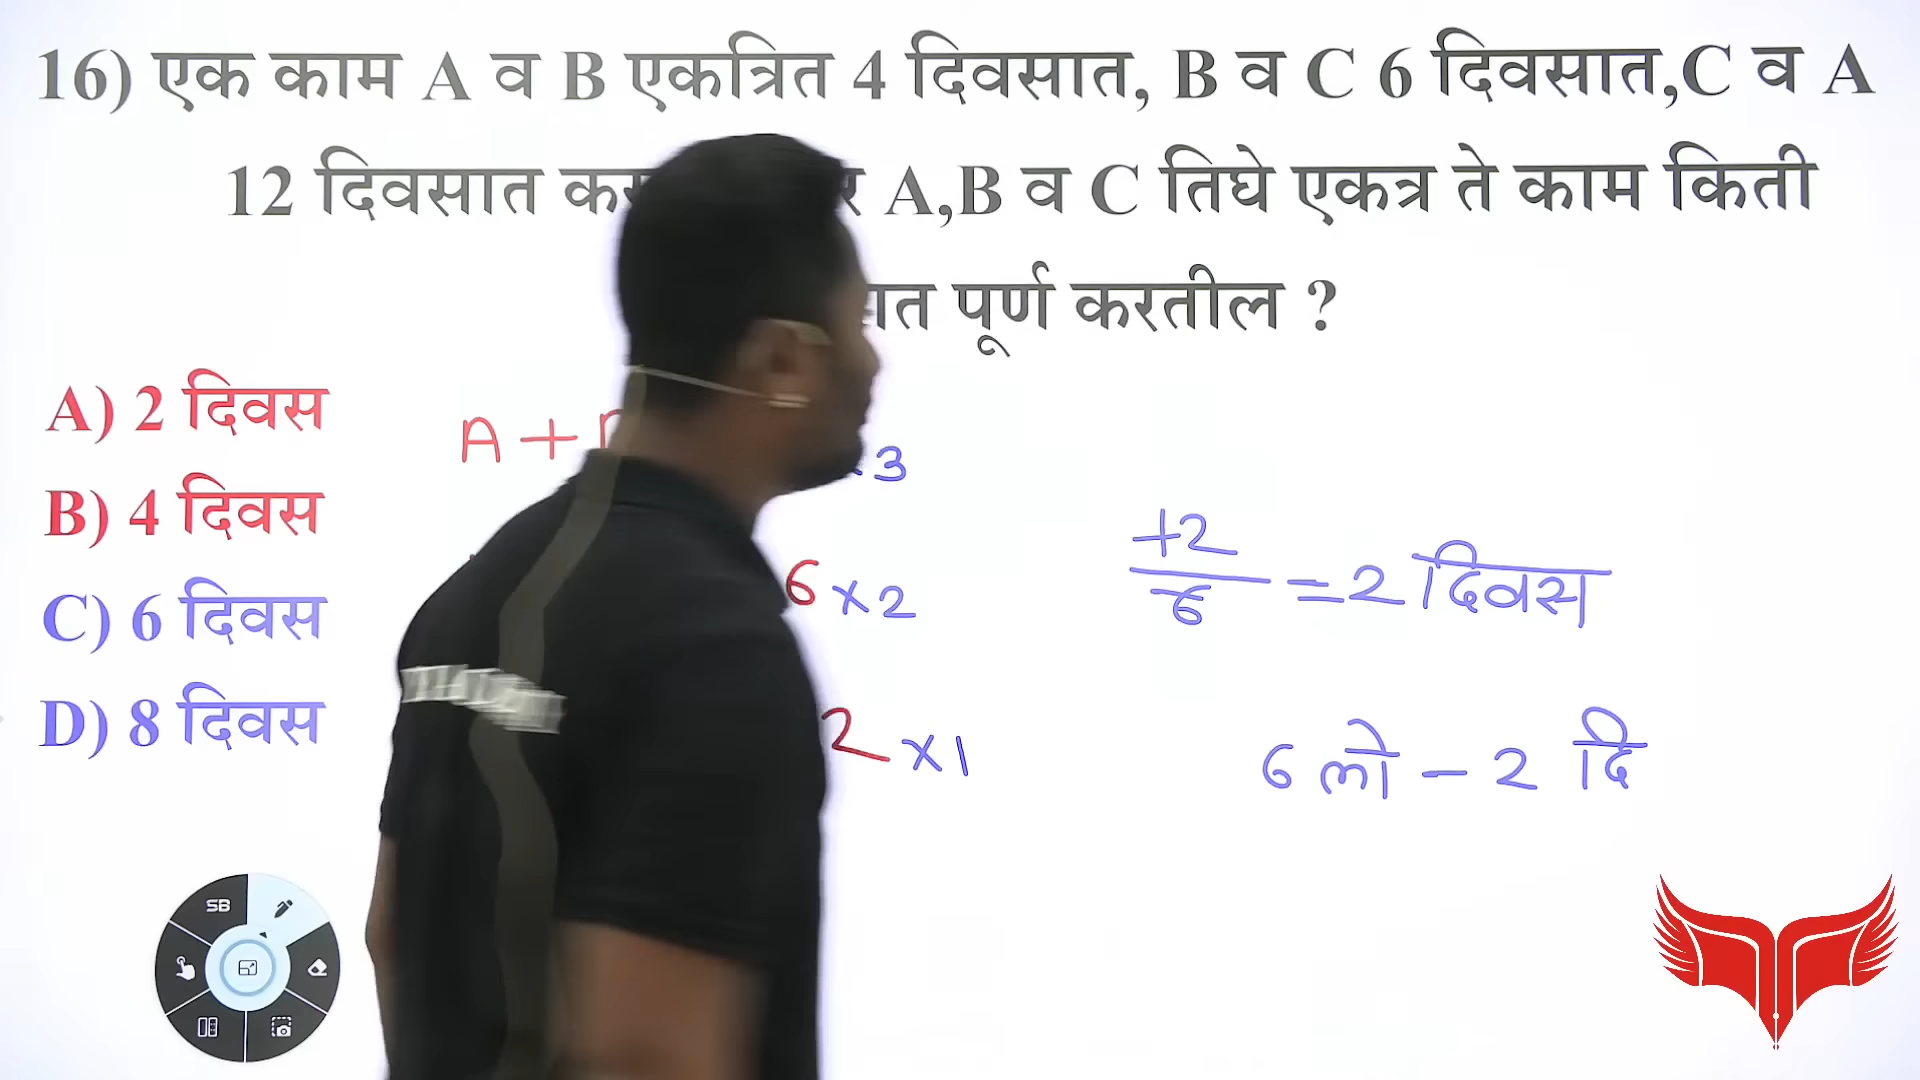 16) एक काम A व B एकत्रित 4 दिवसात, B व C 6 दिवसात,C व A
12 दिवसात A,B व C तिघे एकत्र ते काम किती
पूर्ण करतील ?
A) 2 दिवस
B) 4 दिवस
C) 6 दिवस
D) 8 दिवस
A +
3
6 x2
2 x1
12
6
= 2 दिवस
6 लो - 2 दि
SB